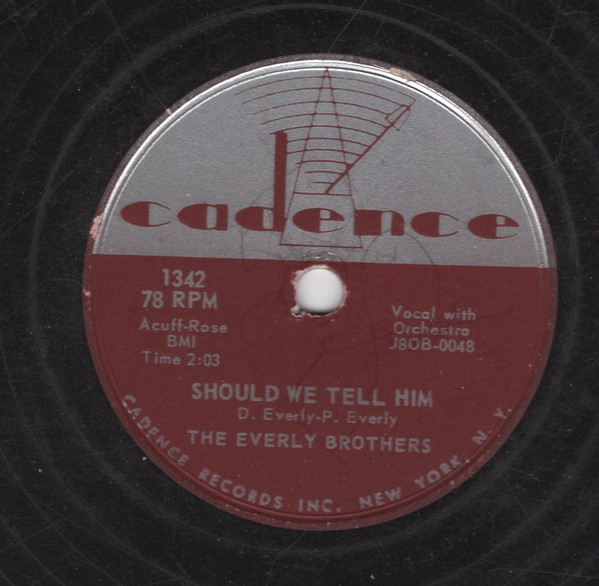 cadence
1342
78 RPM
Acuff-Rose
BMI
Time 2:03
Vocal with
Orchestra
J8OB-0048
SHOULD WE TELL HIM
D. Everly-P. Everly
THE EVERLY BROTHERS
CADENCE RECORDS INC. NEW YORK, N. Y.